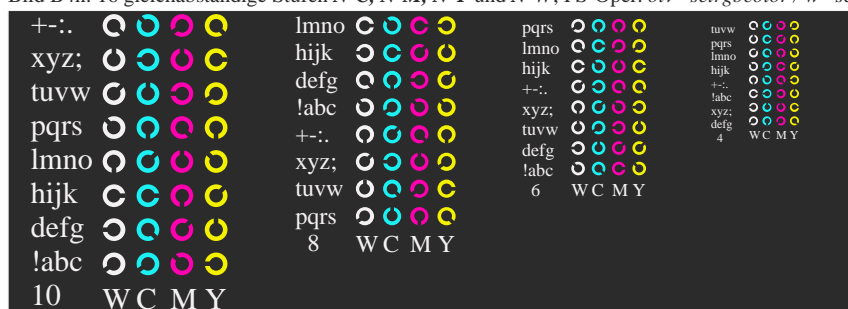 +-:.
xyz;
tuvw
pqrs
lmno
hijk
defg
!abc
10 W C M Y
lmno
hijk
defg
!abc
+-:.
xyz;
tuvw
pqrs
8 W C M Y
pqrs
lmno
hijk
+-:.
xyz;
tuvw
defg
!abc
6 W C M Y
tuvw
pqrs
lmno
hijk
+-:.
!abc
xyz;
defg
4 W C M Y